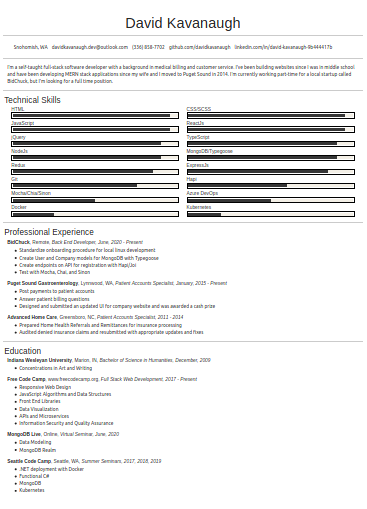 David Kavanaugh
Snohomish, WA davidkavanaugh.dev@outlook.com (336) 858-7702 github.com/davidkavanaugh linkedin.com/in/david-kavanaugh-9b444417b
I'm a self-taught full-stack software developer with a background in medical billing and customer service. I've been building websites since I was in middle school
and have been developing MERN stack applications since my wife and I moved to Puget Sound in 2014. I'm currently working part-time for a local startup called
BidChuck, but I'm looking for a full time position.
Technical Skills
HTML CSS/SCSS
JavaScript ReactJs
jQuery TypeScript
NodeJs MongoDB/Typegoose
Redux ExpressJs
Git Hapi
Mocha/Chai/Sinon Azure DevOps
Docker Kubernetes
Professional Experience
BidChuck, Remote, Back End Developer, June, 2020 - Present
Standardize onboarding procedure for local linux development
Create User and Company models for MongoDB with Typegoose
Create endpoints on API for registration with Hapi/Joi
Test with Mocha, Chai, and Sinon
Puget Sound Gastroenterology, Lynnwood, WA, Patient Accounts Specialist, January, 2015 - Present
Post payments to patient accounts
Answer patient billing questions
Designed and submitted an updated UI for company website and was awarded a cash prize
Advanced Home Care, Greensboro, NC, Patient Accounts Specialist, 2011 - 2014
Prepared Home Health Referrals and Remittances for insurance processing
Audited denied insurance claims and resubmitted with appropriate updates and fixes
Education
Indiana Wesleyan University, Marion, IN, Bachelor of Science in Humanities, December, 2009
Concentrations in Art and Writing
Free Code Camp, www.freecodecamp.org, Full Stack Web Development, 2017 - Present
Responsive Web Design
JavaScript Algorithms and Data Structures
Front End Libraries
Data Visualization
APIs and Microservices
Information Security and Quality Assurance
MongoDB Live, Online, Virtual Seminar, June, 2020
Data Modeling
MongoDB Realm
Seattle Code Camp, Seattle, WA, Summer Seminars, 2017, 2018, 2019
.NET deployment with Docker
Functional C#
MongoDB
Kubernetes